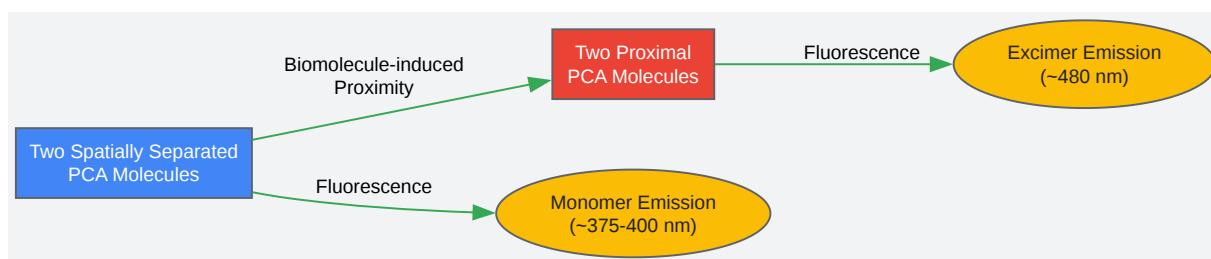 Two Spatially Separated
PCA Molecules
Biomolecule-induced
Proximity
Two Proximal
PCA Molecules
Fluorescence
Excimer Emission
(~480 nm)
Fluorescence
Monomer Emission
(~375-400 nm)